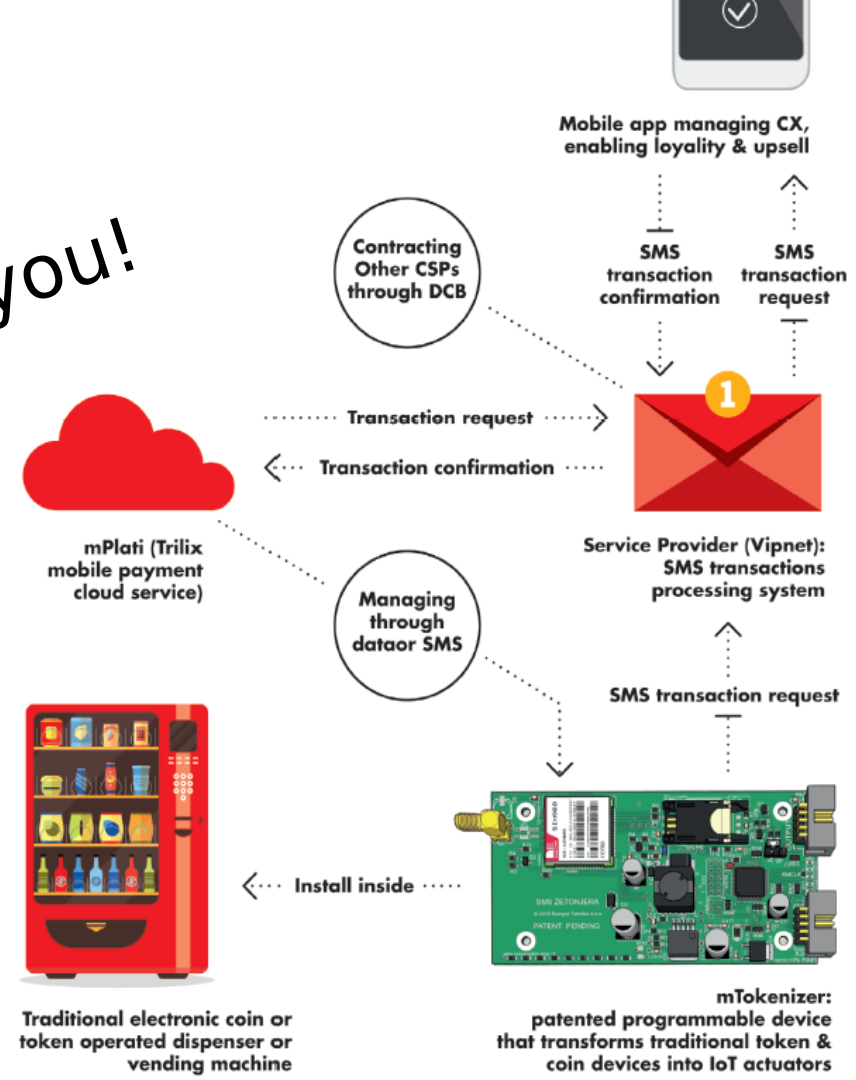 Mobile app managing CX,
enabling loyality & upsell
you!
Contracting
Other CSPs
through DCB
SMS
transaction
confirmation
SMS
transaction
request
1
Transaction request
Transaction confirmation
mPlati (Trilix
mobile payment
cloud service)
Service Provider (Vipnet):
SMS transactions
processing system
Managing
through
dataor SMS
SMS transaction request
Install inside
SIM900
SMS ŽETONJERA
PATENT PENDING
Traditional electronic coin or
token operated dispenser or
vending machine
mTokenizer:
patented programmable device
that transforms traditional token &
coin devices into IoT actuators